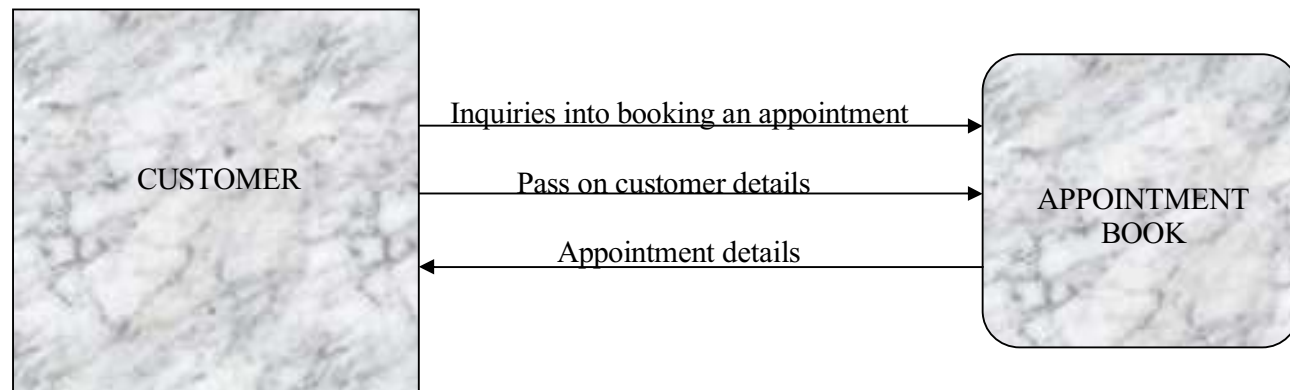 Inquiries into booking an appointment
CUSTOMER
Pass on customer details
APPOINTMENT
BOOK
Appointment details